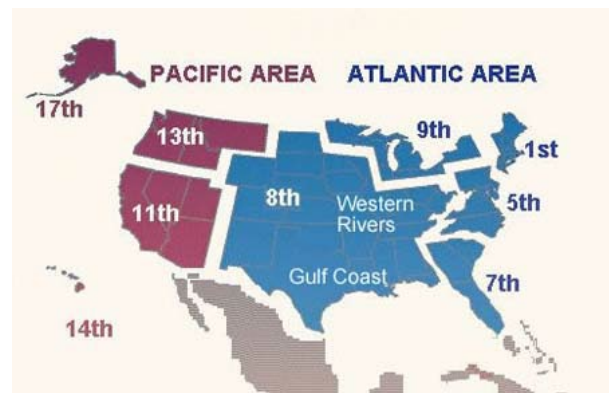 PACIFIC AREA
ATLANTIC AREA
17th
13th
9th
1st
11th
8th
Western
Rivers
5th
Gulf Coast
7th
14th